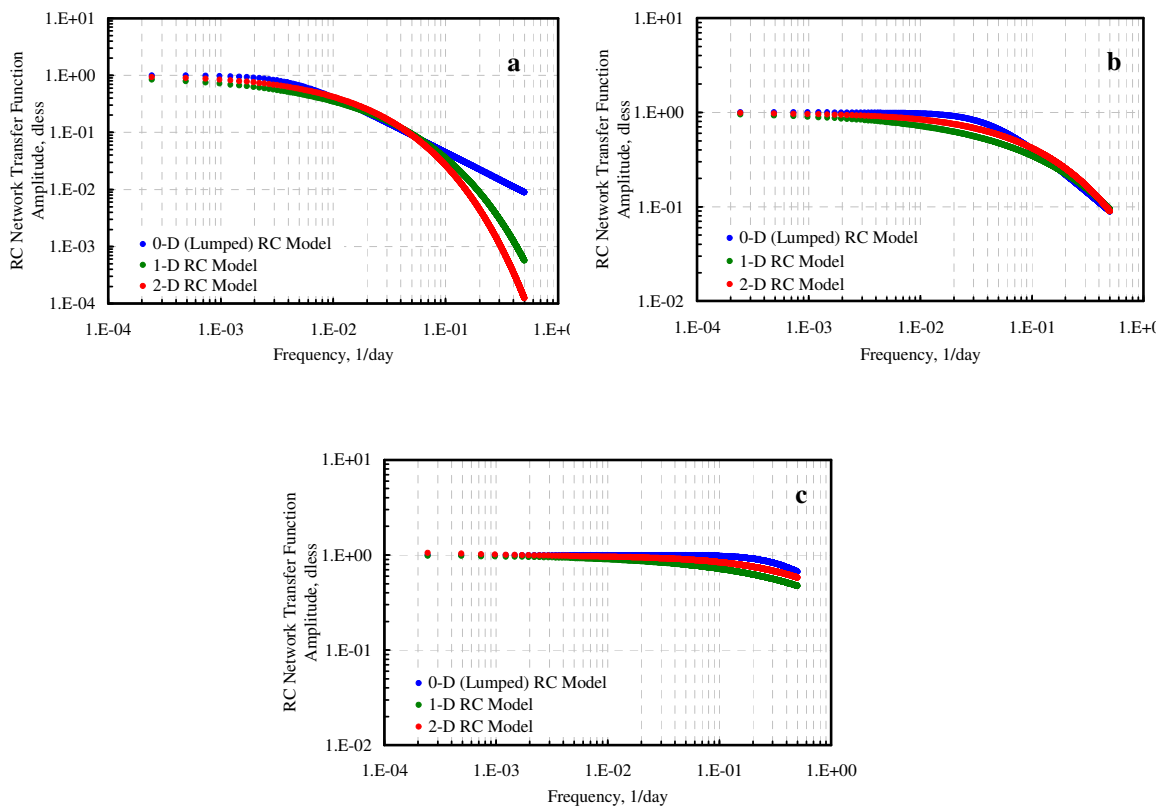 1.E+01
1.E+00
1.E-01
1.E-02
1.E-03
1.E-04
RC Network Transfer Function
Amplitude, dless
a
0-D (Lumped) RC Model
1-D RC Model
2-D RC Model
1.E-04 1.E-03 1.E-02 1.E-01 1.E+0
Frequency, 1/day
1.E+01
1.E+00
1.E-01
1.E-02
RC Network Transfer Function
Amplitude, dless
b
0-D (Lumped) RC Model
1-D RC Model
2-D RC Model
1.E-04 1.E-03 1.E-02 1.E-01 1.E+0
Frequency, 1/day
1.E+01
1.E+00
1.E-01
1.E-02
RC Network Transfer Function
Amplitude, dless
c
0-D (Lumped) RC Model
1-D RC Model
2-D RC Model
1.E-04 1.E-03 1.E-02 1.E-01 1.E+00
Frequency, 1/day